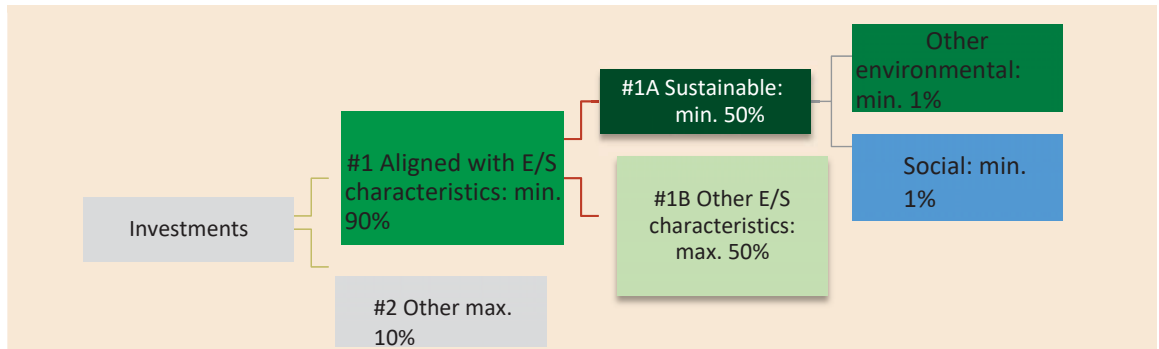 Investments
#1 Aligned with E/S
characteristics: min.
90%
#2 Other max.
10%
#1A Sustainable:
min. 50%
#1B Other E/S
characteristics:
max. 50%
Other
environmental:
min. 1%
Social: min.
1%